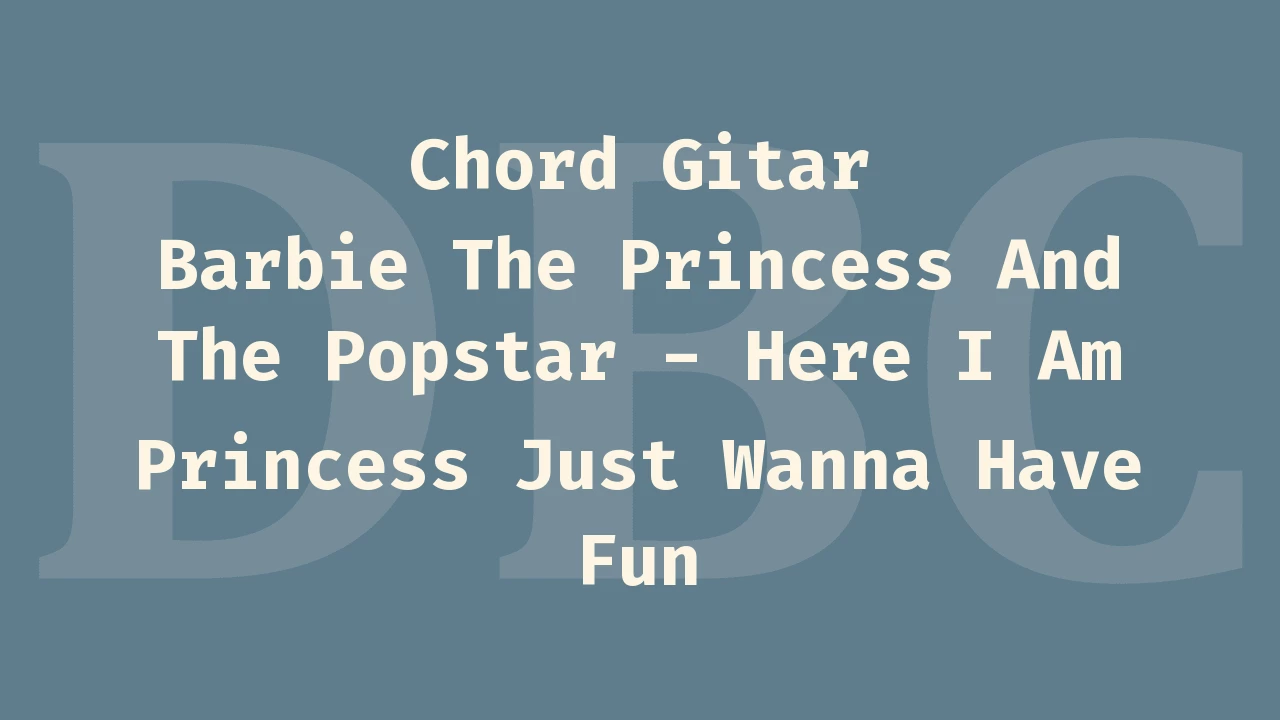 DBC
Chord Gitar
Barbie The Princess And
The Popstar – Here I Am
Princess Just Wanna Have
Fun